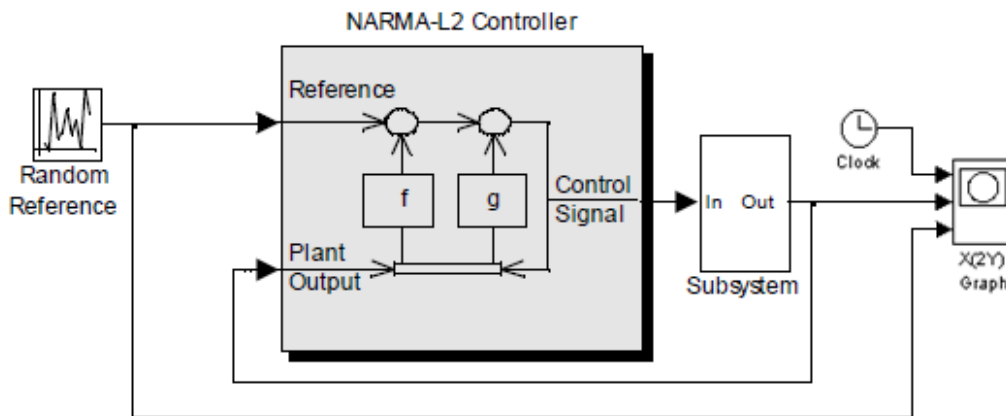 NARMA-L2 Controller
Reference
Random
Reference
f
g
Control
Signal
Plant
Output
In Out
Subsystem
Clock
X(2Y)
Graph